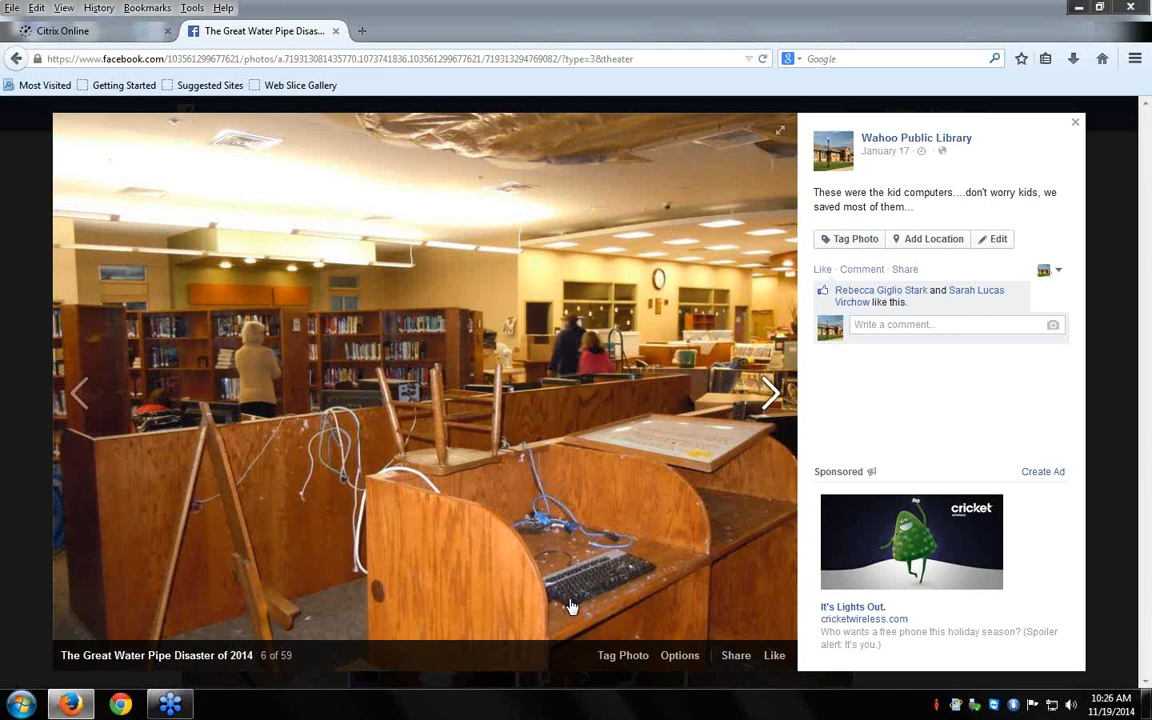 File Edit View History Bookmarks Tools Help
Citrix Online
The Great Water Pipe Disas...
https://www.facebook.com/103561299677621/photos/a.719313081435770.1073741836.103561299677621/719313294769082/?type=3&theater
Google
Most Visited Getting Started Suggested Sites Web Slice Gallery
Wahoo Public Library
January 17
These were the kid computers....don't worry kids, we
saved most of them...
Tag Photo Add Location Edit
Like · Comment · Share
Rebecca Giglio Stark and Sarah Lucas
Virchow like this.
Write a comment...
Sponsored
Create Ad
cricket
It's Lights Out.
cricketwireless.com
Who wants a free phone this holiday season? (Spoiler
alert: It's you.)
The Great Water Pipe Disaster of 2014 6 of 59
Tag Photo Options Share Like
10:26 AM
11/19/2014